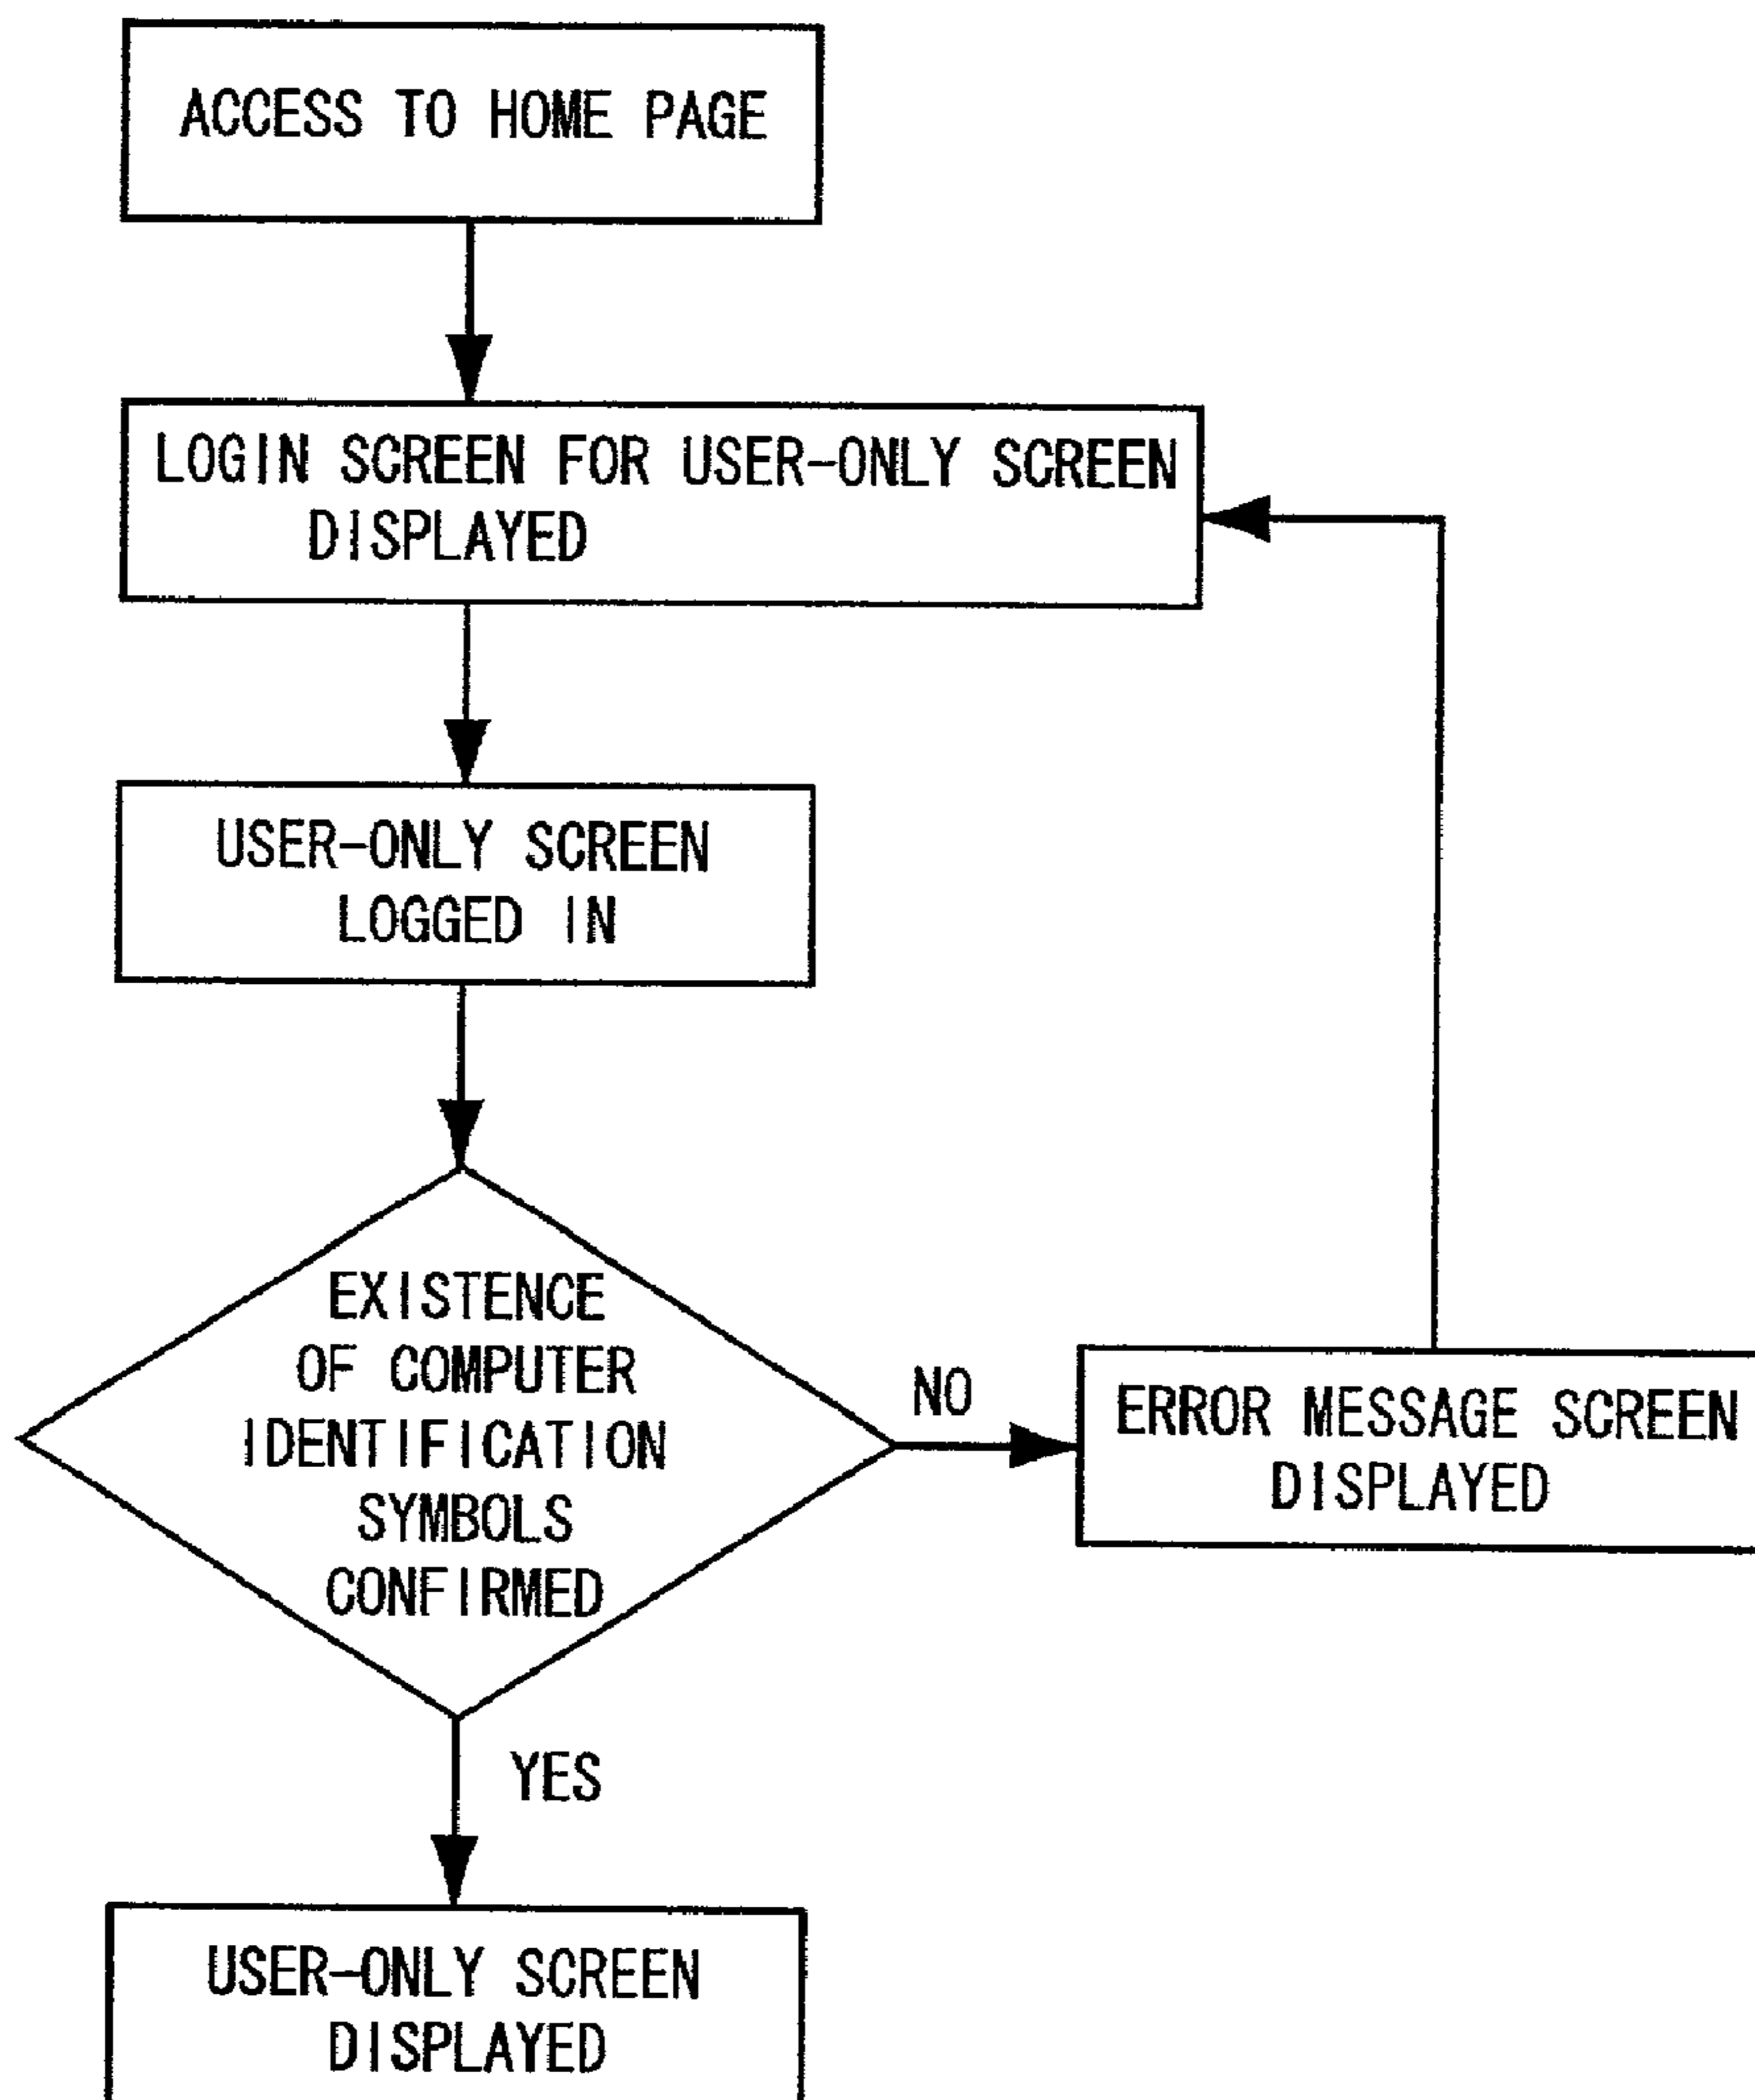 ACCESS TO HOME PAGE
LOGIN SCREEN FOR USER-ONLY SCREEN
DISPLAYED
USER-ONLY SCREEN
LOGGED IN
EXISTENCE
OF COMPUTER
IDENTIFICATION
SYMBOLS
CONFIRMED
NO
ERROR MESSAGE SCREEN
DISPLAYED
YES
USER-ONLY SCREEN
DISPLAYED